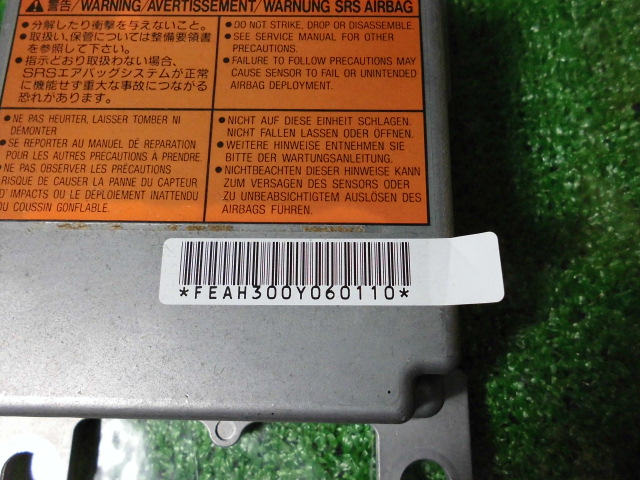 ⚠警告/WARNING/AVERTISSEMENT/WARNUNG SRS AIRBAG
●分解したり衝撃を与えないこと。
●取扱い、保管については整備要領書
を参照して下さい。
●指示どおり取扱わない場合、
SRSエアバッグシステムが正常
に機能せず重大な事故につながる
恐れがあります。
●DO NOT STRIKE, DROP OR DISASSEMBLE.
●SEE SERVICE MANUAL FOR OTHER
PRECAUTIONS.
●FAILURE TO FOLLOW PRECAUTIONS MAY
CAUSE SENSOR TO FAIL OR UNINTENDED
AIRBAG DEPLOYMENT.
●NE PAS HEURTER, LAISSER TOMBER NI
DEMONTER
●SE REPORTER AU MANUEL DE REPARATION
POUR LES AUTRES PRECAUTIONS À PRENDRE.
●NE PAS OBSERVER LES PRÉCAUTIONS
RISQUE DE CAUSER LA PANNE DU CAPTEUR
D'IMPACTS OU LE DÉPLOIEMENT INATTENDU
DU COUSSIN GONFLABLE.
●NICHT AUF DIESE EINHEIT SCHLAGEN.
NICHT FALLEN LASSEN ODER ÖFFNEN.
●WEITERE HINWEISE ENTNEHMEN SIE
BITTE DER WARTUNGSANLEITUNG.
●NICHTBEACHTEN DIESER HINWEISE KANN
ZUM VERSAGEN DES SENSORS ODER
ZU UNBEABSICHTIGTEM AUSLÖSEN DES
AIRBAGS FÜHREN.
*FEAH300Y060110*